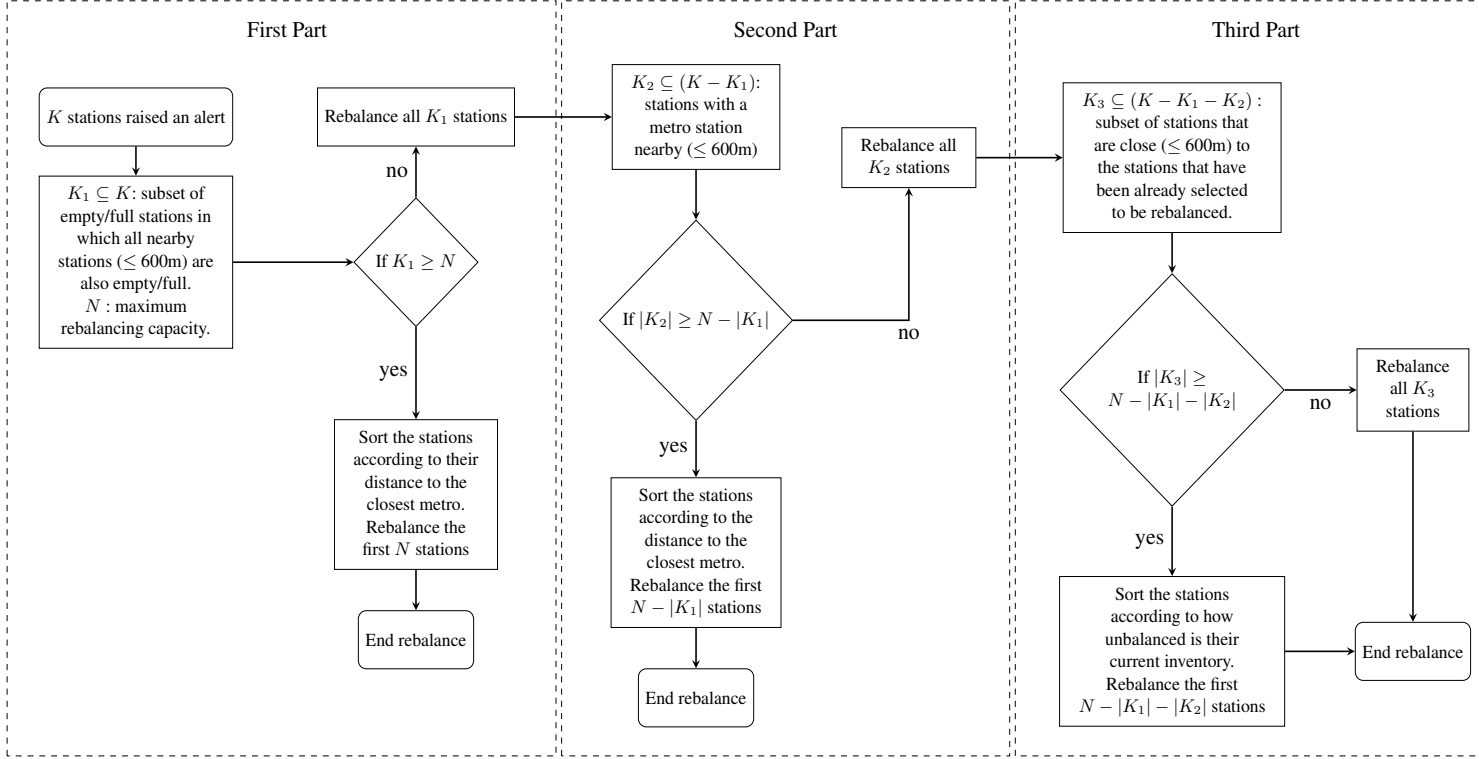 First Part
K stations raised an alert
K₁ ⊆ K: subset of
empty/full stations in
which all nearby
stations (≤ 600m) are
also empty/full.
N : maximum
rebalancing capacity.
Rebalance all K₁ stations
no
If K₁ ≥ N
yes
Sort the stations
according to their
distance to the
closest metro.
Rebalance the
first N stations
End rebalance
Second Part
K₂ ⊆ (K − K₁):
stations with a
metro station
nearby (≤ 600m)
If |K₂| ≥ N − |K₁|
no
Rebalance all
K₂ stations
yes
Sort the stations
according to the
distance to the
closest metro.
Rebalance the first
N − |K₁| stations
End rebalance
Third Part
K₃ ⊆ (K − K₁ − K₂) :
subset of stations that
are close (≤ 600m) to
the stations that have
been already selected
to be rebalanced.
If |K₃| ≥
N − |K₁| − |K₂|
no
Rebalance
all K₃
stations
yes
Sort the stations
according to how
unbalanced is their
current inventory.
Rebalance the first
N − |K₁| − |K₂| stations
End rebalance